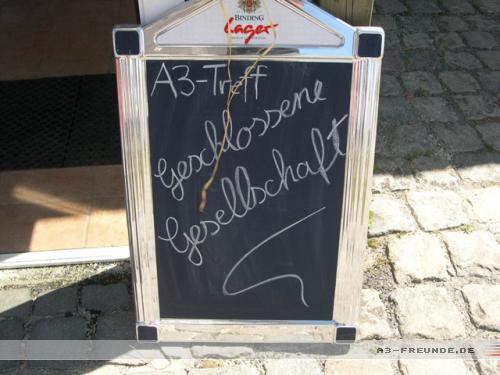 BINDING
Lager
A3-Treff
Geschlossene
Gesellschaft
A3-FREUNDE.DE